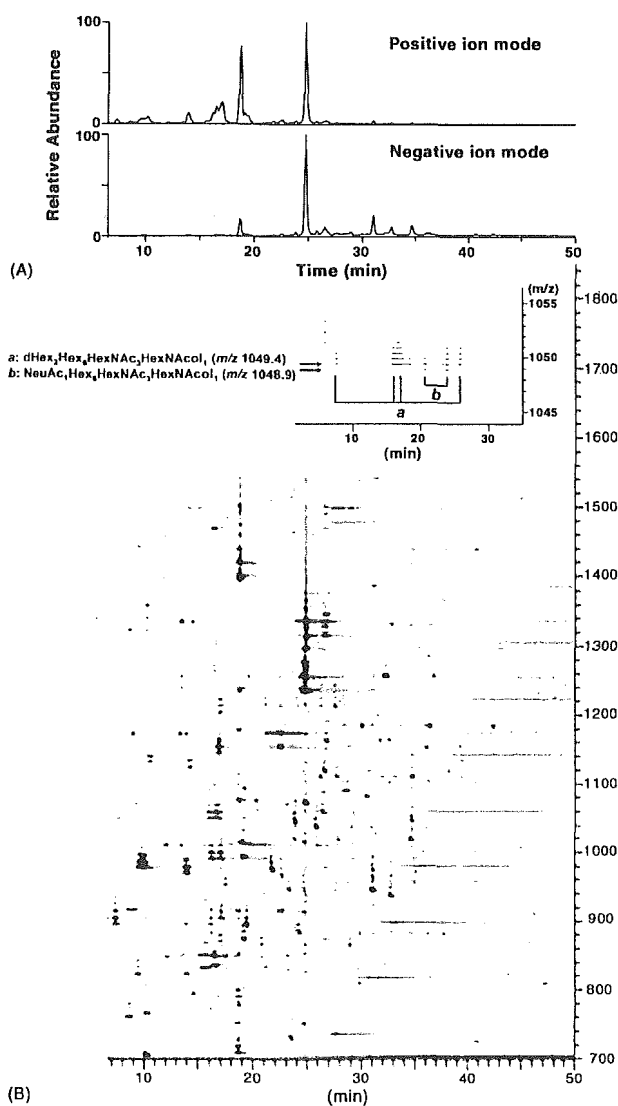 100
Positive ion mode
0
100
Negative ion mode
0
Relative Abundance
10 20 30 40 50
Time (min)
(A)
(m/z)
1055
1050
1045
a: dHex₃Hex₆HexNAc₃HexNAcol₁ (m/z 1049.4)
b: NeuAc₁Hex₆HexNAc₃HexNAcol₁ (m/z 1048.9)
a
b
10 20 30
(min)
1800
1700
1600
1500
1400
1300
1200
1100
1000
900
800
700
10 20 30 40 50
(min)
(B)